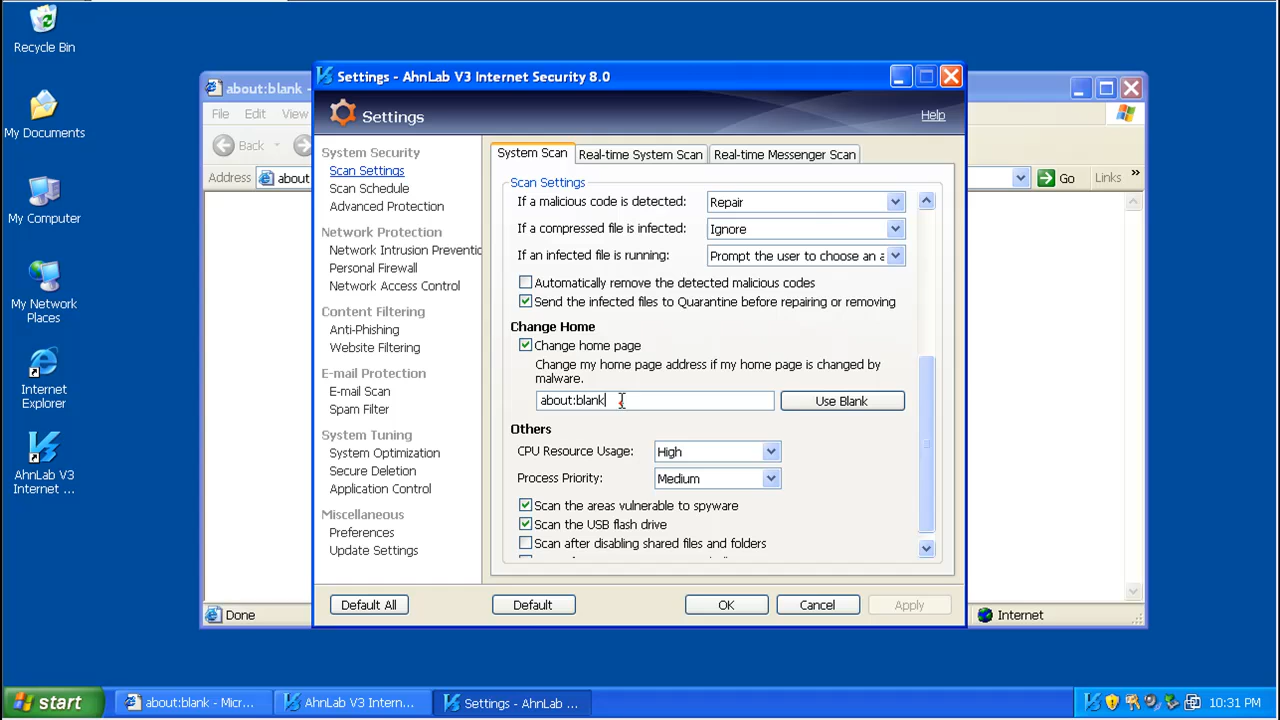 Recycle Bin
My Documents
My Computer
My Network
Places
Internet
Explorer
AhnLab V3
Internet ...
about:blank -
File Edit View
Back
Address about
Go Links »
Done
Internet
Settings - AhnLab V3 Internet Security 8.0
Settings
Help
System Security
Scan Settings
Scan Schedule
Advanced Protection
Network Protection
Network Intrusion Preventic
Personal Firewall
Network Access Control
Content Filtering
Anti-Phishing
Website Filtering
E-mail Protection
E-mail Scan
Spam Filter
System Tuning
System Optimization
Secure Deletion
Application Control
Miscellaneous
Preferences
Update Settings
System Scan Real-time System Scan Real-time Messenger Scan
Scan Settings
If a malicious code is detected: Repair
If a compressed file is infected: Ignore
If an infected file is running: Prompt the user to choose an a
Automatically remove the detected malicious codes
Send the infected files to Quarantine before repairing or removing
Change Home
Change home page
Change my home page address if my home page is changed by
malware.
about:blank Use Blank
Others
CPU Resource Usage: High
Process Priority: Medium
Scan the areas vulnerable to spyware
Scan the USB flash drive
Scan after disabling shared files and folders
Default All Default OK Cancel Apply
start about:blank - Micr... AhnLab V3 Intern... Settings - AhnLab ... 10:31 PM